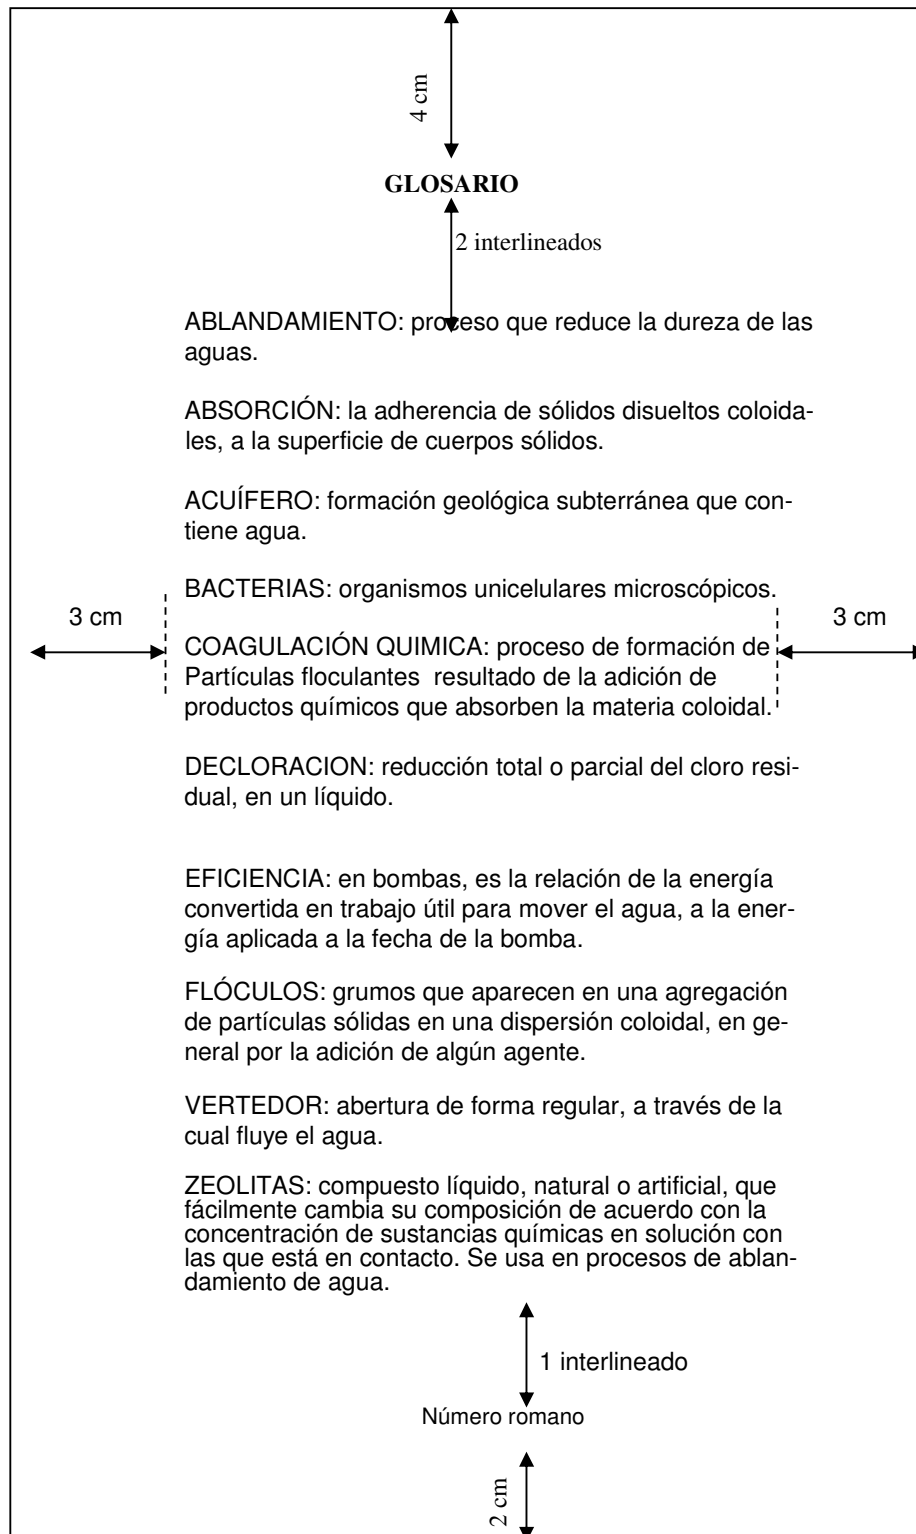 4 cm
GLOSARIO
2 interlineados
ABLANDAMIENTO: proceso que reduce la dureza de las
aguas.
ABSORCIÓN: la adherencia de sólidos disueltos coloida-
les, a la superficie de cuerpos sólidos.
ACUÍFERO: formación geológica subterránea que con-
tiene agua.
BACTERIAS: organismos unicelulares microscópicos.
3 cm
3 cm
COAGULACIÓN QUIMICA: proceso de formación de
Partículas floculantes resultado de la adición de
productos químicos que absorben la materia coloidal.
DECLORACION: reducción total o parcial del cloro resi-
dual, en un líquido.
EFICIENCIA: en bombas, es la relación de la energía
convertida en trabajo útil para mover el agua, a la ener-
gía aplicada a la fecha de la bomba.
FLÓCULOS: grumos que aparecen en una agregación
de partículas sólidas en una dispersión coloidal, en ge-
neral por la adición de algún agente.
VERTEDOR: abertura de forma regular, a través de la
cual fluye el agua.
ZEOLITAS: compuesto líquido, natural o artificial, que
fácilmente cambia su composición de acuerdo con la
concentración de sustancias químicas en solución con
las que está en contacto. Se usa en procesos de ablan-
damiento de agua.
1 interlineado
Número romano
2 cm